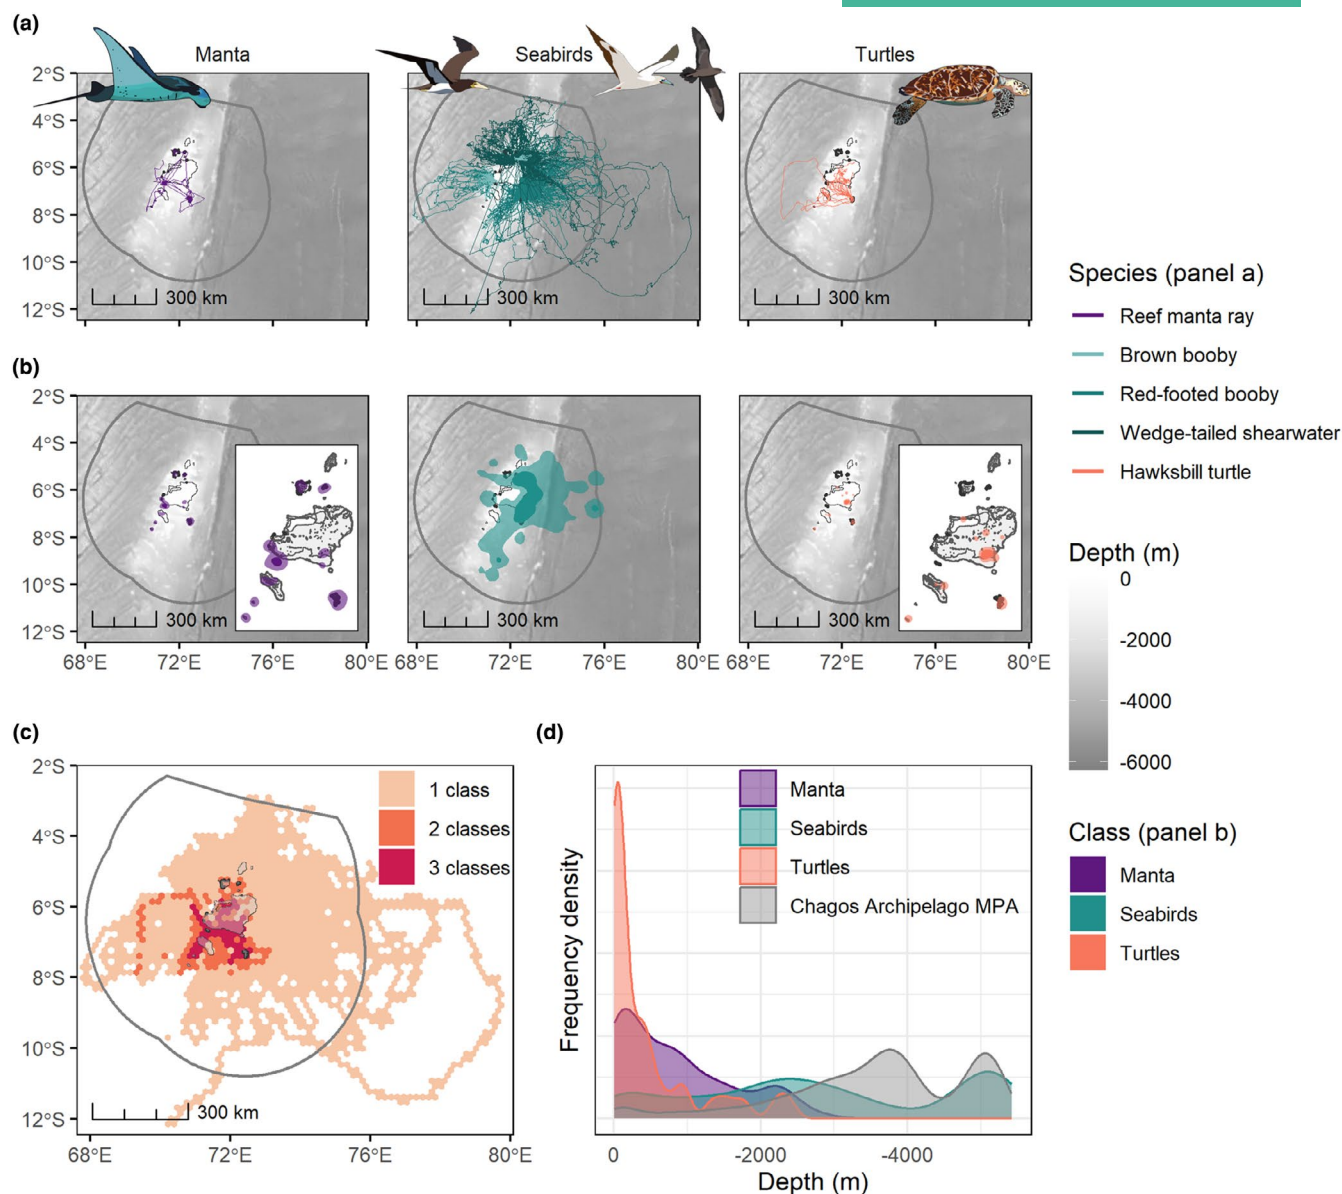 (a)
Manta
Seabirds
Turtles
2°S
4°S
6°S
8°S
10°S
12°S
300 km
300 km
300 km
Species (panel a)
Reef manta ray
Brown booby
Red-footed booby
Wedge-tailed shearwater
Hawksbill turtle
(b)
2°S
4°S
6°S
8°S
10°S
12°S
300 km
300 km
300 km
68°E
72°E
76°E
68°E
72°E
76°E
68°E
72°E
76°E
80°E
Depth (m)
0
-2000
-4000
-6000
Class (panel b)
Manta
Seabirds
Turtles
(c)
2°S
4°S
6°S
8°S
10°S
12°S
1 class
2 classes
3 classes
300 km
68°E
72°E
76°E
80°E
(d)
Frequency density
Manta
Seabirds
Turtles
Chagos Archipelago MPA
0
-2000
-4000
Depth (m)